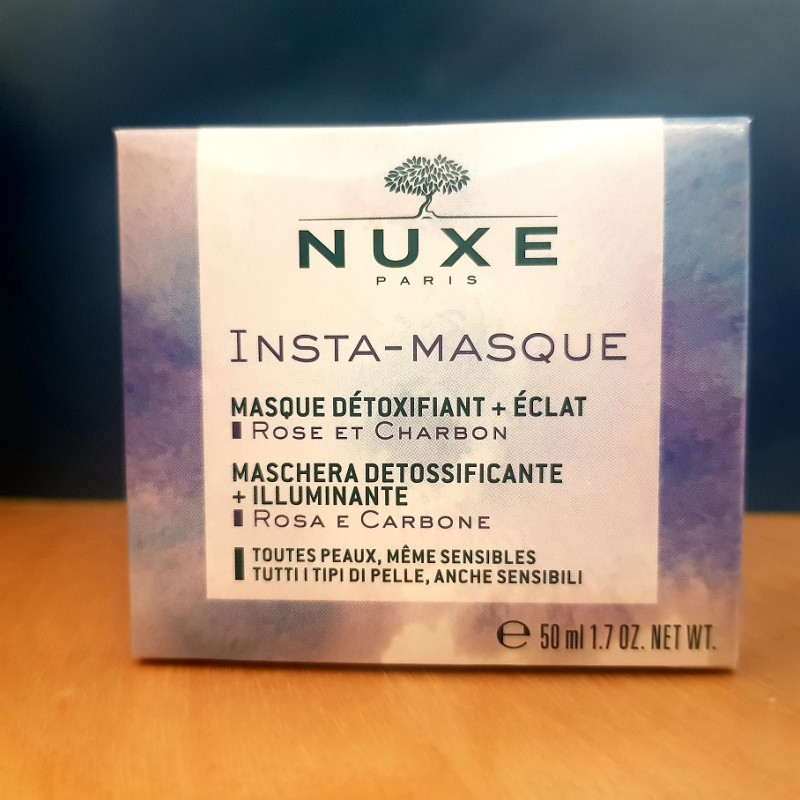 NUXE
PARIS
INSTA-MASQUE
MASQUE DÉTOXIFIANT + ÉCLAT
ROSE ET CHARBON
MASCHERA DETOSSIFICANTE
+ ILLUMINANTE
ROSA E CARBONE
TOUTES PEAUX, MÊME SENSIBLES
TUTTI I TIPI DI PELLE, ANCHE SENSIBILI
℮ 50 ml 1.7 OZ. NET WT.